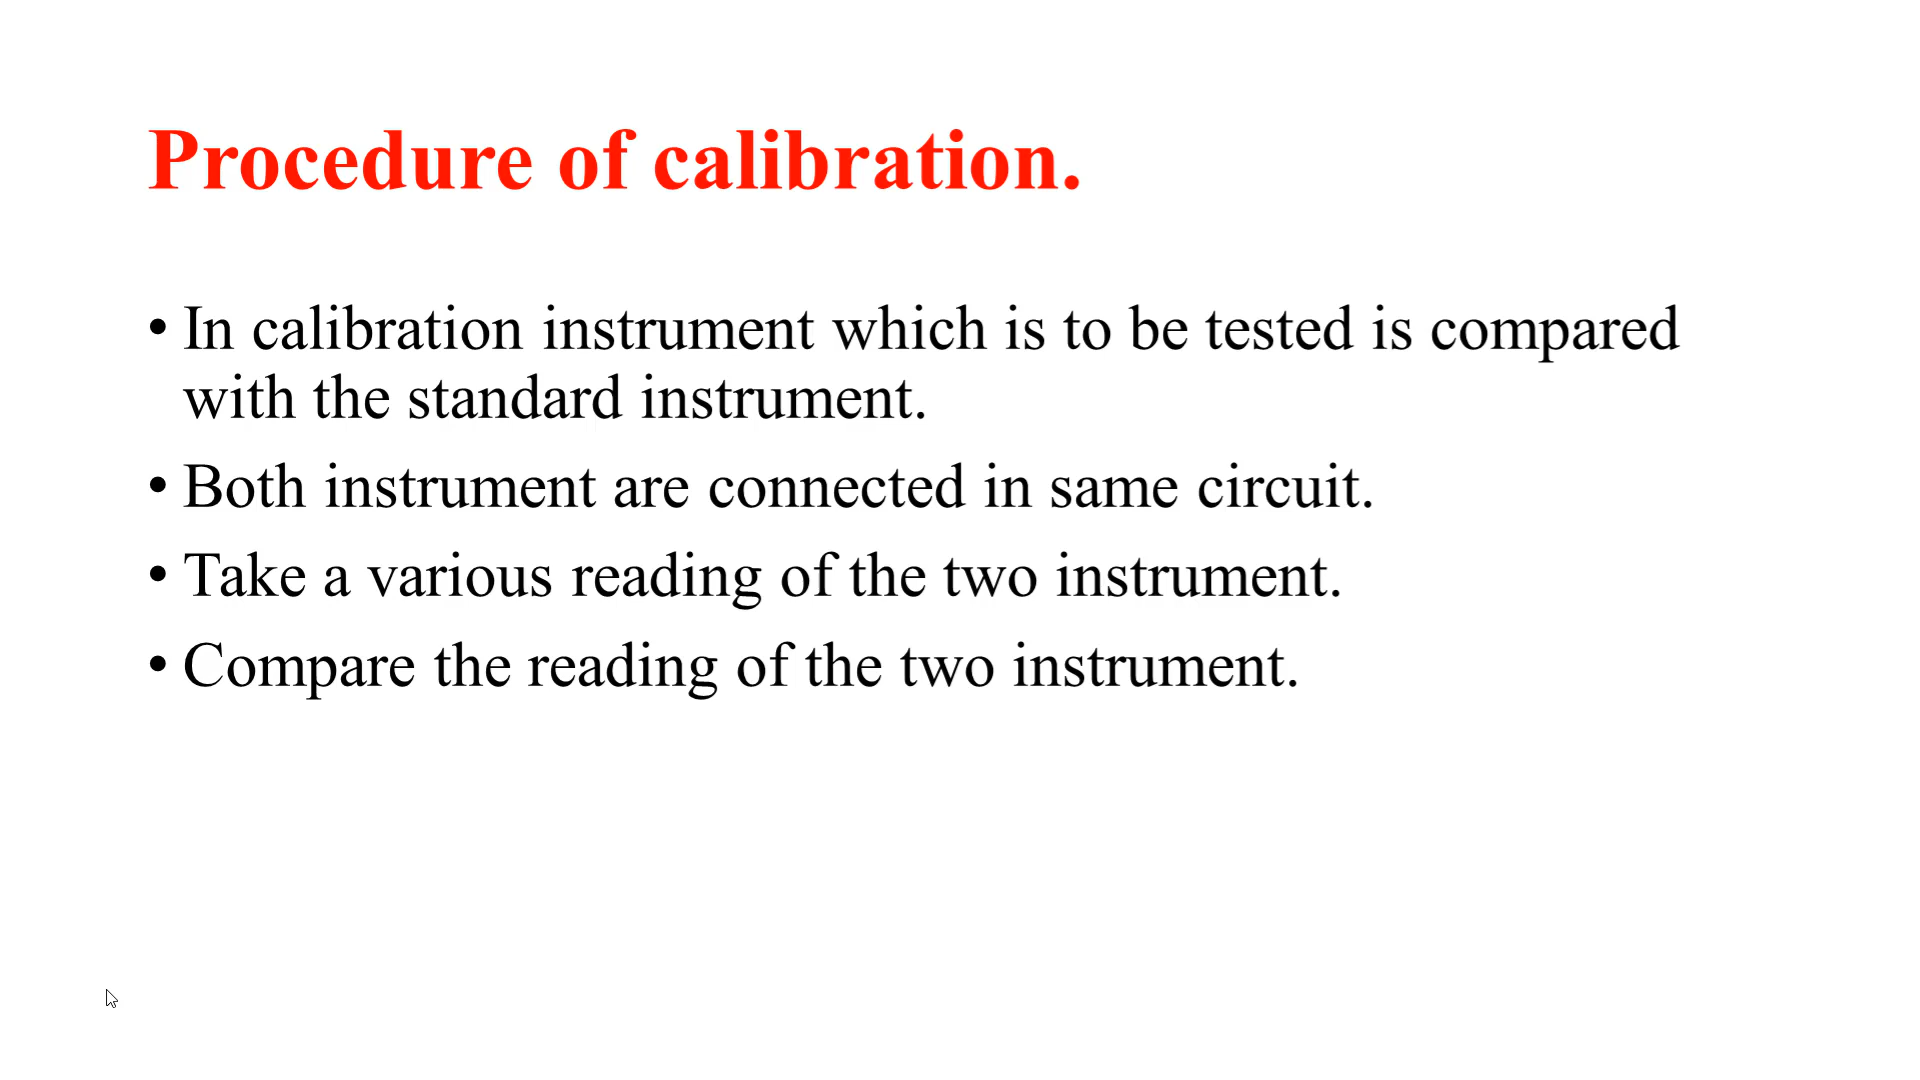 Procedure of calibration.
• In calibration instrument which is to be tested is compared
with the standard instrument.
• Both instrument are connected in same circuit.
• Take a various reading of the two instrument.
• Compare the reading of the two instrument.